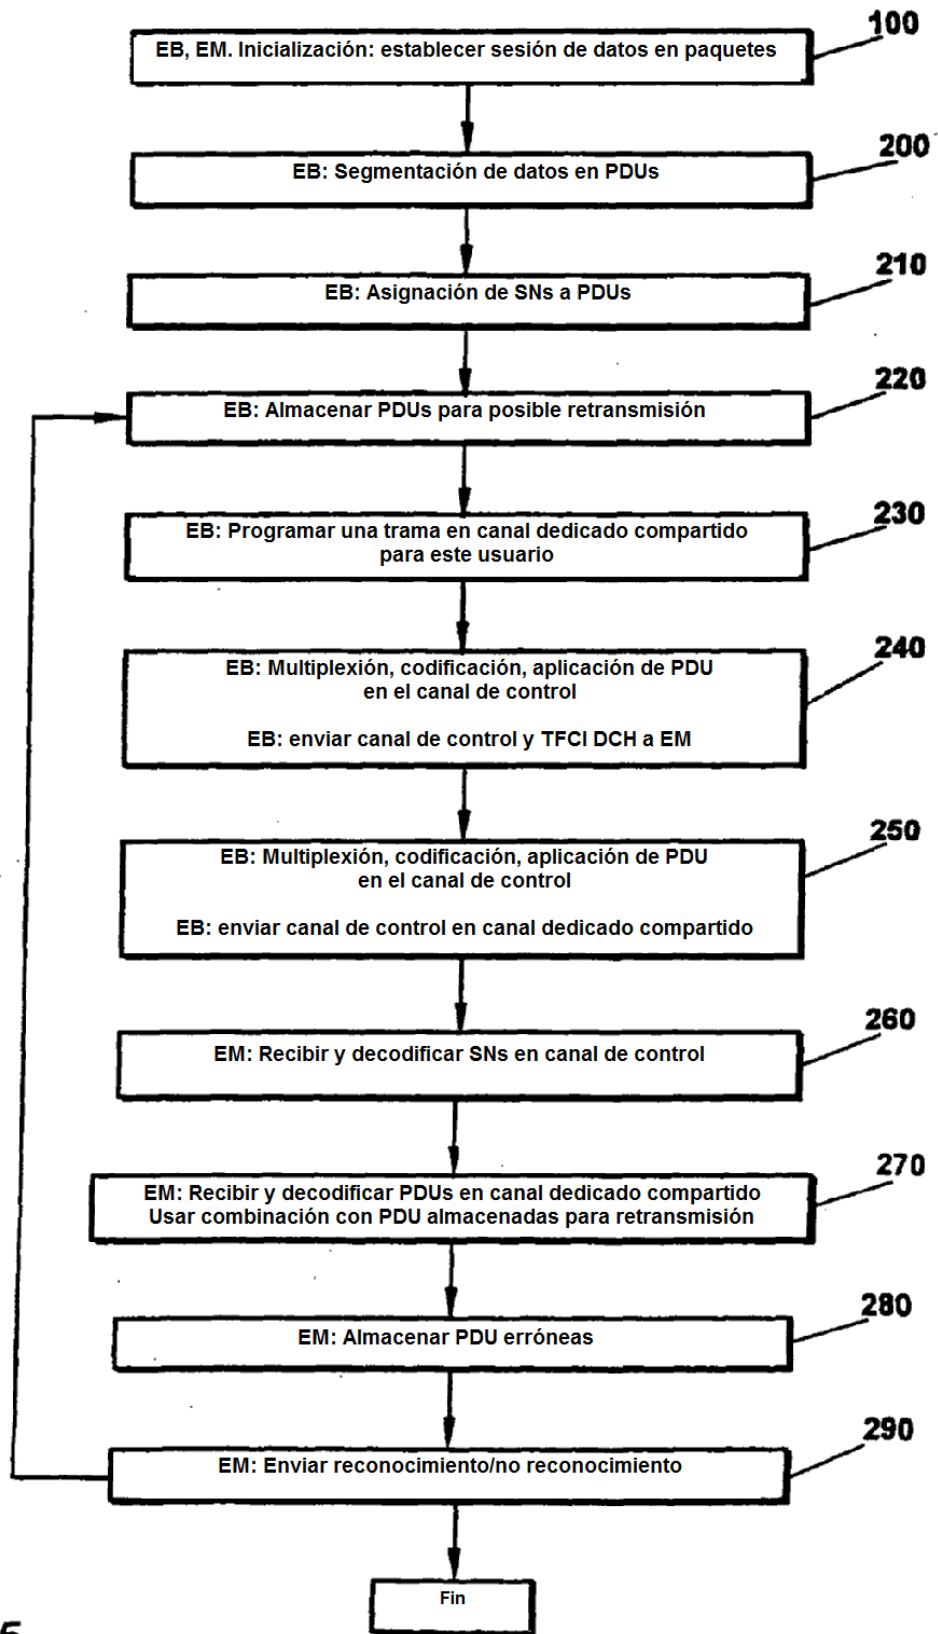 100
EB, EM. Inicialización: establecer sesión de datos en paquetes
200
EB: Segmentación de datos en PDUs
210
EB: Asignación de SNs a PDUs
220
EB: Almacenar PDUs para posible retransmisión
230
EB: Programar una trama en canal dedicado compartido
para este usuario
240
EB: Multiplexión, codificación, aplicación de PDU
en el canal de control
EB: enviar canal de control y TFCI DCH a EM
250
EB: Multiplexión, codificación, aplicación de PDU
en el canal de control
EB: enviar canal de control en canal dedicado compartido
260
EM: Recibir y decodificar SNs en canal de control
270
EM: Recibir y decodificar PDUs en canal dedicado compartido
Usar combinación con PDU almacenadas para retransmisión
280
EM: Almacenar PDU erróneas
290
EM: Enviar reconocimiento/no reconocimiento
Fin